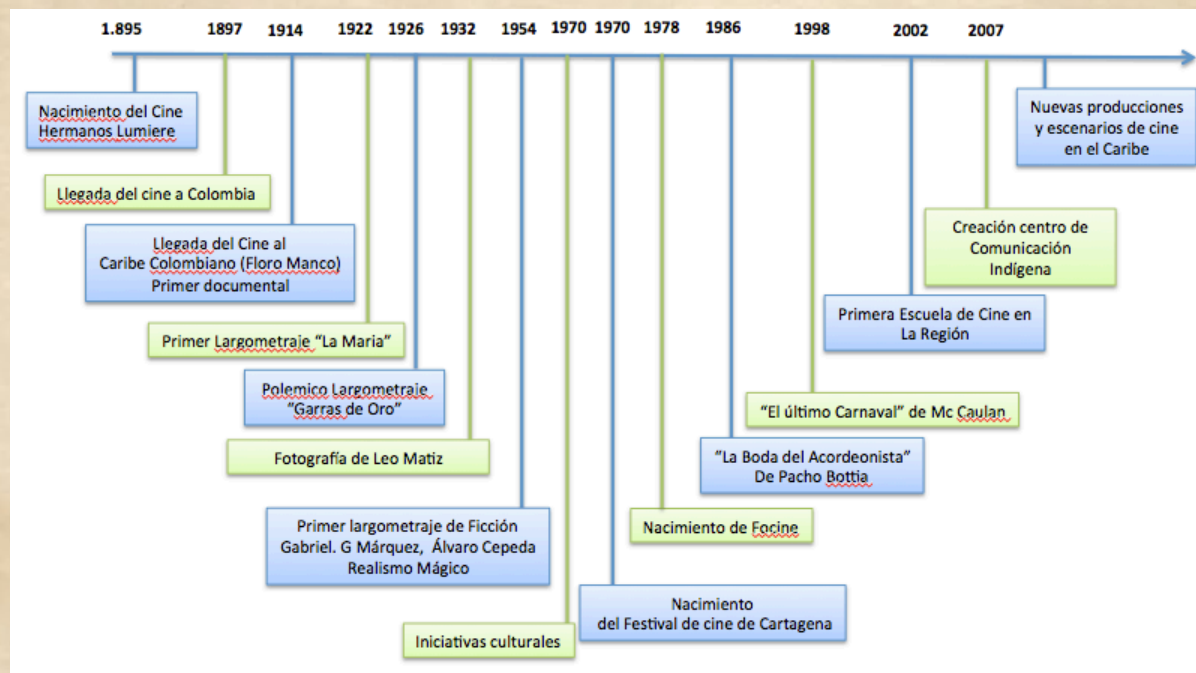 1.895 1897 1914 1922 1926 1932 1954 1970 1970 1978 1986 1998 2002 2007
Nacimiento del Cine
Hermanos Lumiere
Llegada del cine a Colombia
Llegada del Cine al
Caribe Colombiano (Floro Manco)
Primer documental
Primer Largometraje “La Maria”
Polemico Largometraje
“Garras de Oro”
Fotografía de Leo Matiz
Primer largometraje de Ficción
Gabriel. G Márquez, Álvaro Cepeda
Realismo Mágico
Iniciativas culturales
Nacimiento
del Festival de cine de Cartagena
Nacimiento de Focine
“La Boda del Acordeonista”
De Pacho Bottia
“El último Carnaval” de Mc Caulan
Primera Escuela de Cine en
La Región
Creación centro de
Comunicación
Indígena
Nuevas producciones
y escenarios de cine
en el Caribe